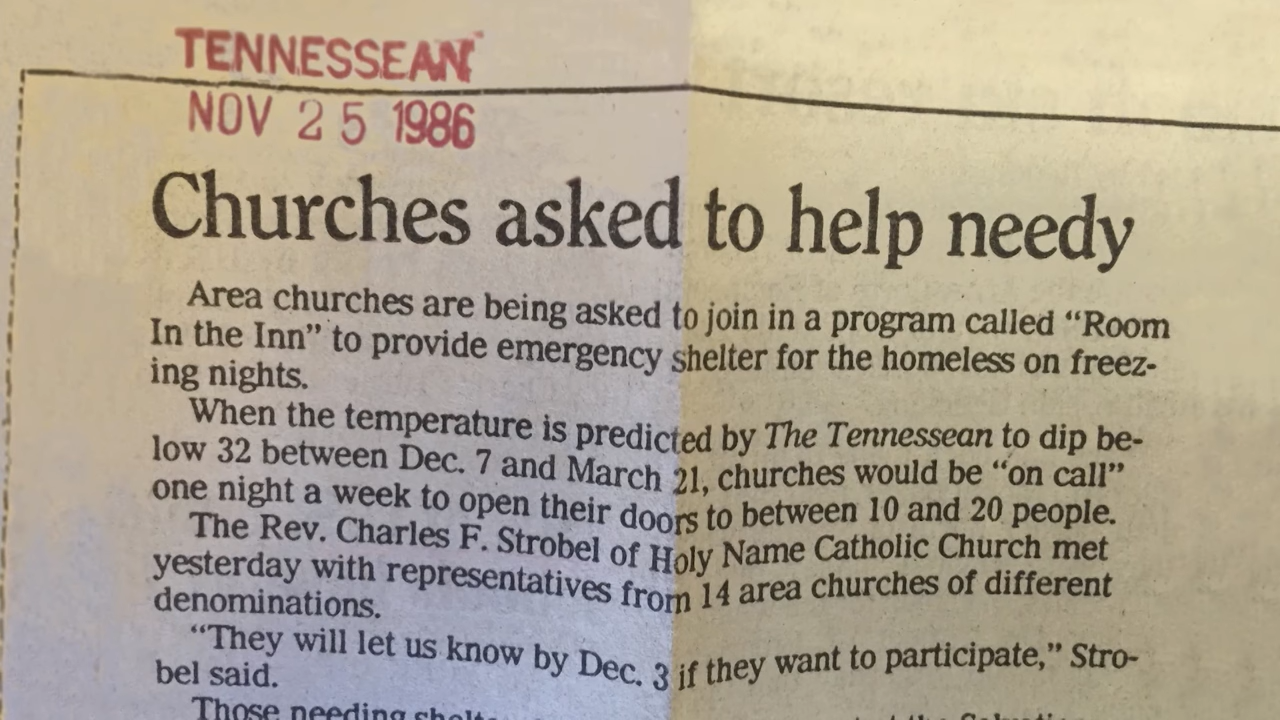 TENNESSEAN
NOV 25 1986
Churches asked to help needy
Area churches are being asked to join in a program called “Room
In the Inn” to provide emergency shelter for the homeless on freez-
ing nights.
When the temperature is predicted by The Tennessean to dip be-
low 32 between Dec. 7 and March 21, churches would be “on call”
one night a week to open their doors to between 10 and 20 people.
The Rev. Charles F. Strobel of Holy Name Catholic Church met
yesterday with representatives from 14 area churches of different
denominations.
“They will let us know by Dec. 3 if they want to participate,” Stro-
bel said.
Those needing